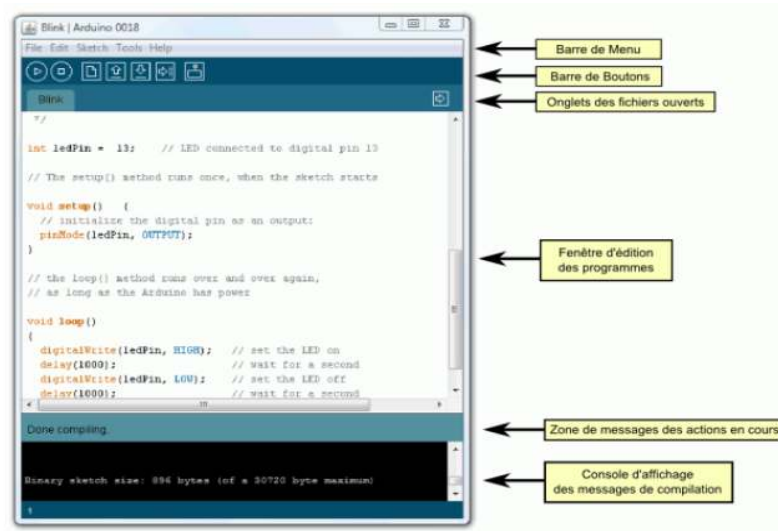 Blink | Arduino 0018
File Edit Sketch Tools Help
Barre de Menu
Barre de Boutons
Blink
Onglets des fichiers ouverts
*/
int ledPin = 13; // LED connected to digital pin 13
// The setup() method runs once, when the sketch starts
void setup() {
// initialize the digital pin as an output:
pinMode(ledPin, OUTPUT);
}
Fenêtre d'édition
des programmes
// the loop() method runs over and over again,
// as long as the Arduino has power
void loop()
{
digitalWrite(ledPin, HIGH); // set the LED on
delay(1000); // wait for a second
digitalWrite(ledPin, LOW); // set the LED off
delay(1000); // wait for a second
Done compiling.
Zone de messages des actions en cours
Binary sketch size: 896 bytes (of a 30720 byte maximum)
Console d'affichage
des messages de compilation
1